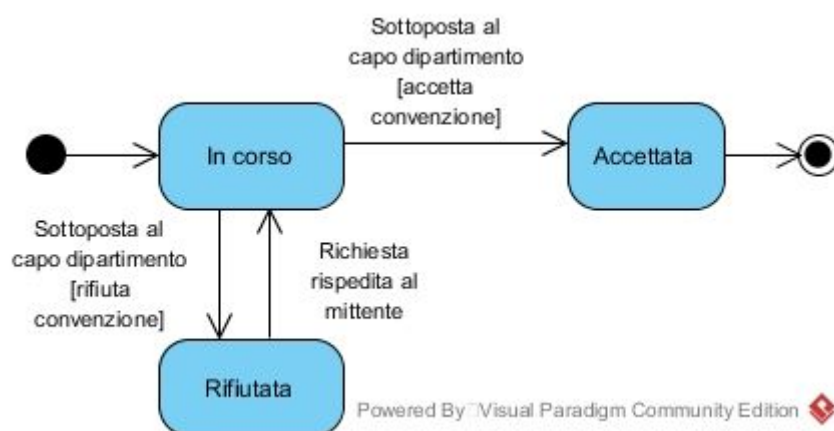 Sottoposta al
capo dipartimento
[accetta
convenzione]
In corso
Accettata
Sottoposta al
capo dipartimento
[rifiuta
convenzione]
Richiesta
rispedita al
mittente
Rifiutata
Powered By Visual Paradigm Community Edition